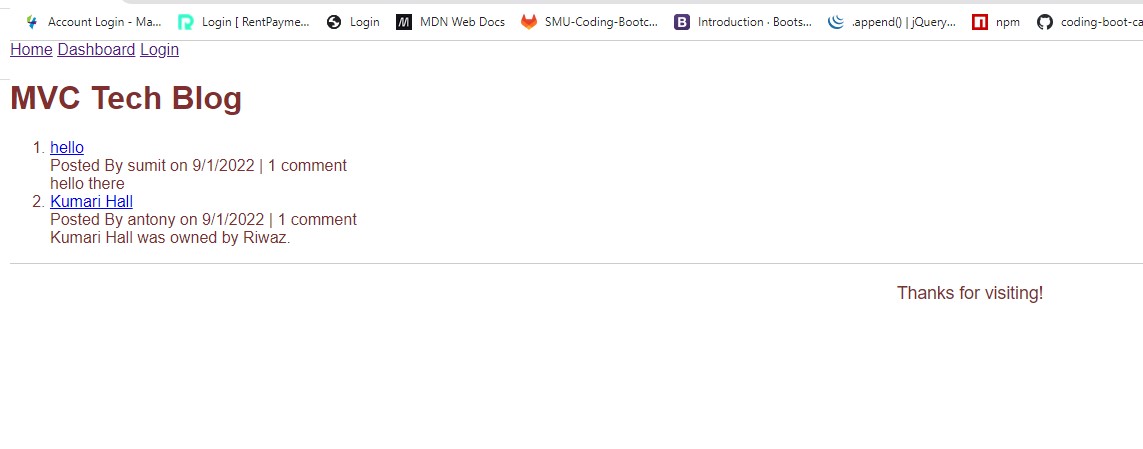 Account Login - Ma... Login [ RentPayme... Login MDN Web Docs SMU-Coding-Bootc... Introduction · Boots... .append() | jQuery... npm coding-boot-ca
Home Dashboard Login
MVC Tech Blog
1. hello
Posted By sumit on 9/1/2022 | 1 comment
hello there
2. Kumari Hall
Posted By antony on 9/1/2022 | 1 comment
Kumari Hall was owned by Riwaz.
Thanks for visiting!